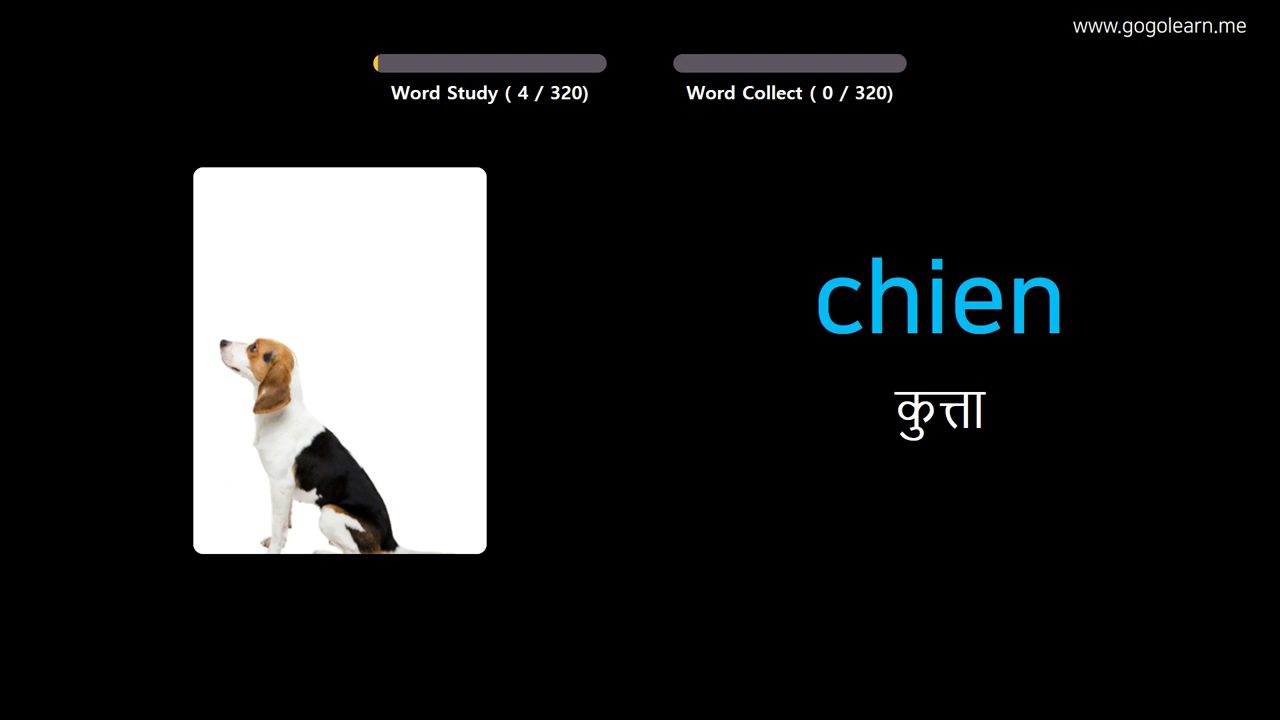 www.gogolearn.me
Word Study ( 4 / 320)
Word Collect ( 0 / 320)
chien
कुत्ता